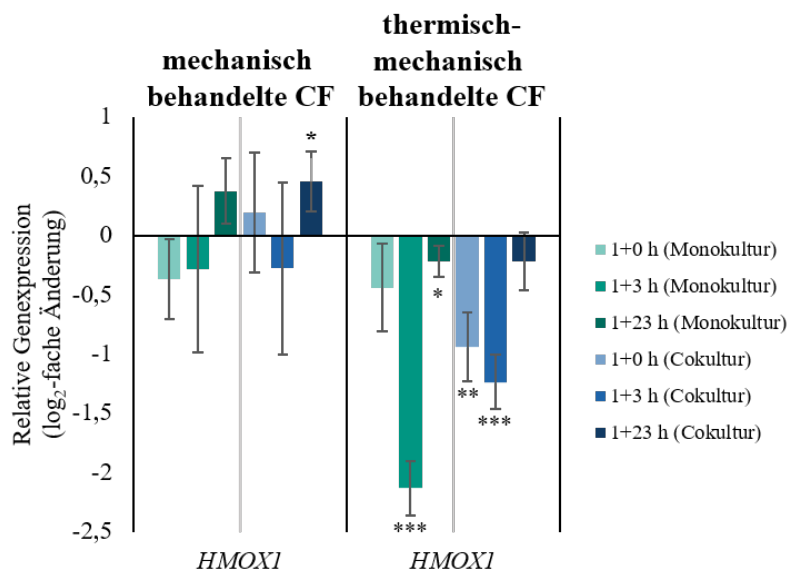 mechanisch
behandelte CF
thermisch-
mechanisch
behandelte CF
Relative Genexpression
(log₂-fache Änderung)
1
0,5
0
-0,5
-1
-1,5
-2
-2,5
*
***
*
**
***
HMOX1
HMOX1
1+0 h (Monokultur)
1+3 h (Monokultur)
1+23 h (Monokultur)
1+0 h (Cokultur)
1+3 h (Cokultur)
1+23 h (Cokultur)